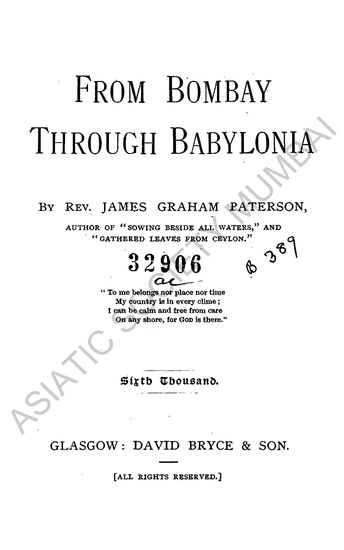 FROM BOMBAY
THROUGH BABYLONIA
BY REV. JAMES GRAHAM PATERSON,
AUTHOR OF "SOWING BESIDE ALL WATERS," AND
"GATHERED LEAVES FROM CEYLON."
32906
B 389
ac
"To me belongs nor place nor time
My country is in every clime;
I can be calm and free from care
On any shore, for GOD is there."
Sixth Thousand.
GLASGOW: DAVID BRYCE & SON.
[ALL RIGHTS RESERVED.]
ASIATIC SOCIETY MUMBAI